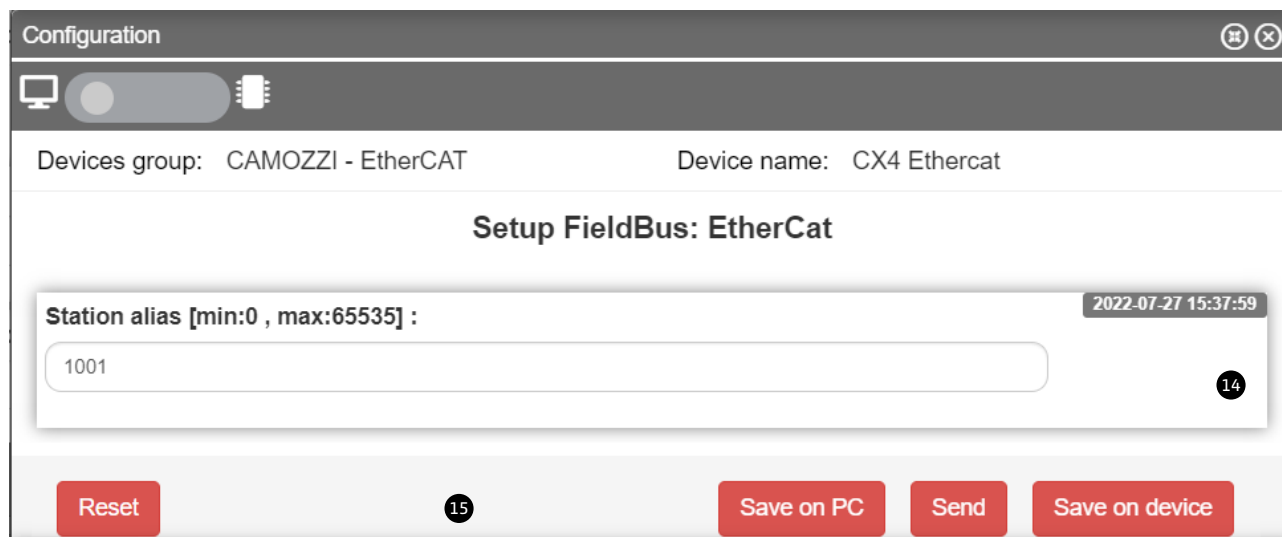 Configuration
Devices group: CAMOZZI - EtherCAT Device name: CX4 Ethercat
Setup FieldBus: EtherCat
2022-07-27 15:37:59
Station alias [min:0 , max:65535] :
1001
14
Reset 15 Save on PC Send Save on device